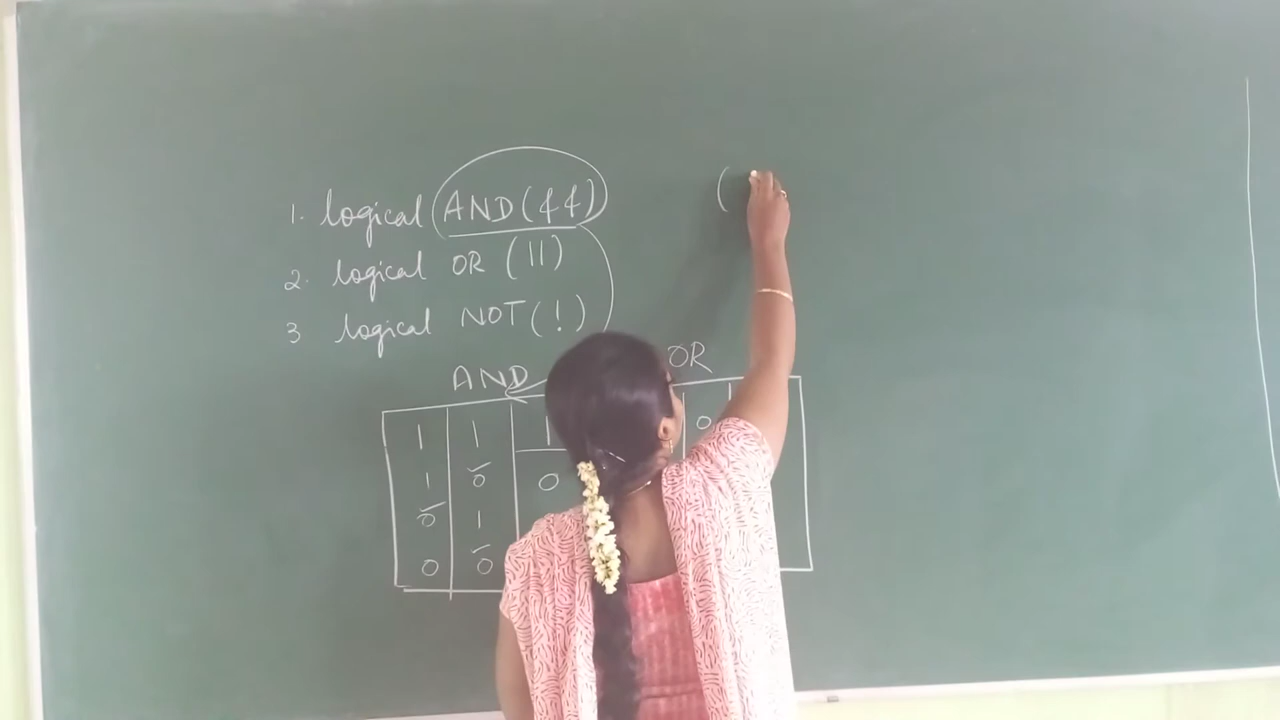 1. logical AND (&&)
2. logical OR (||)
3 logical NOT (!)
AND
OR
1 1 1
0
1 0 0
0 1
0 0
(